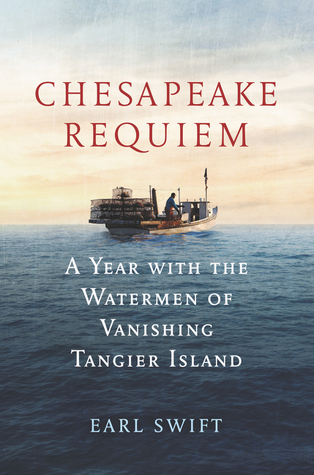 CHESAPEAKE
REQUIEM
A YEAR WITH THE
WATERMEN OF
VANISHING
TANGIER ISLAND
EARL SWIFT